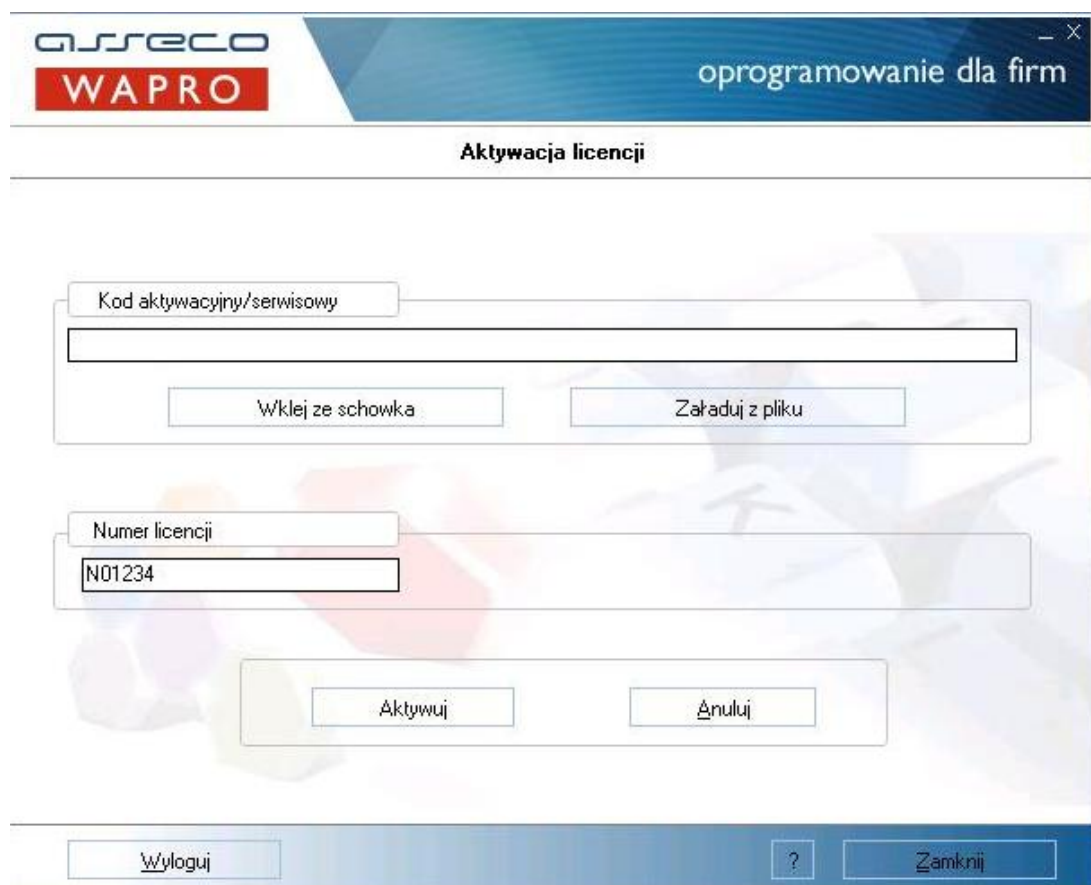 asseco
WAPRO
oprogramowanie dla firm
Aktywacja licencji
Kod aktywacyjny/serwisowy
Wklej ze schowka
Załaduj z pliku
Numer licencji
N01234
Aktywuj
Anuluj
Wyloguj
?
Zamknij